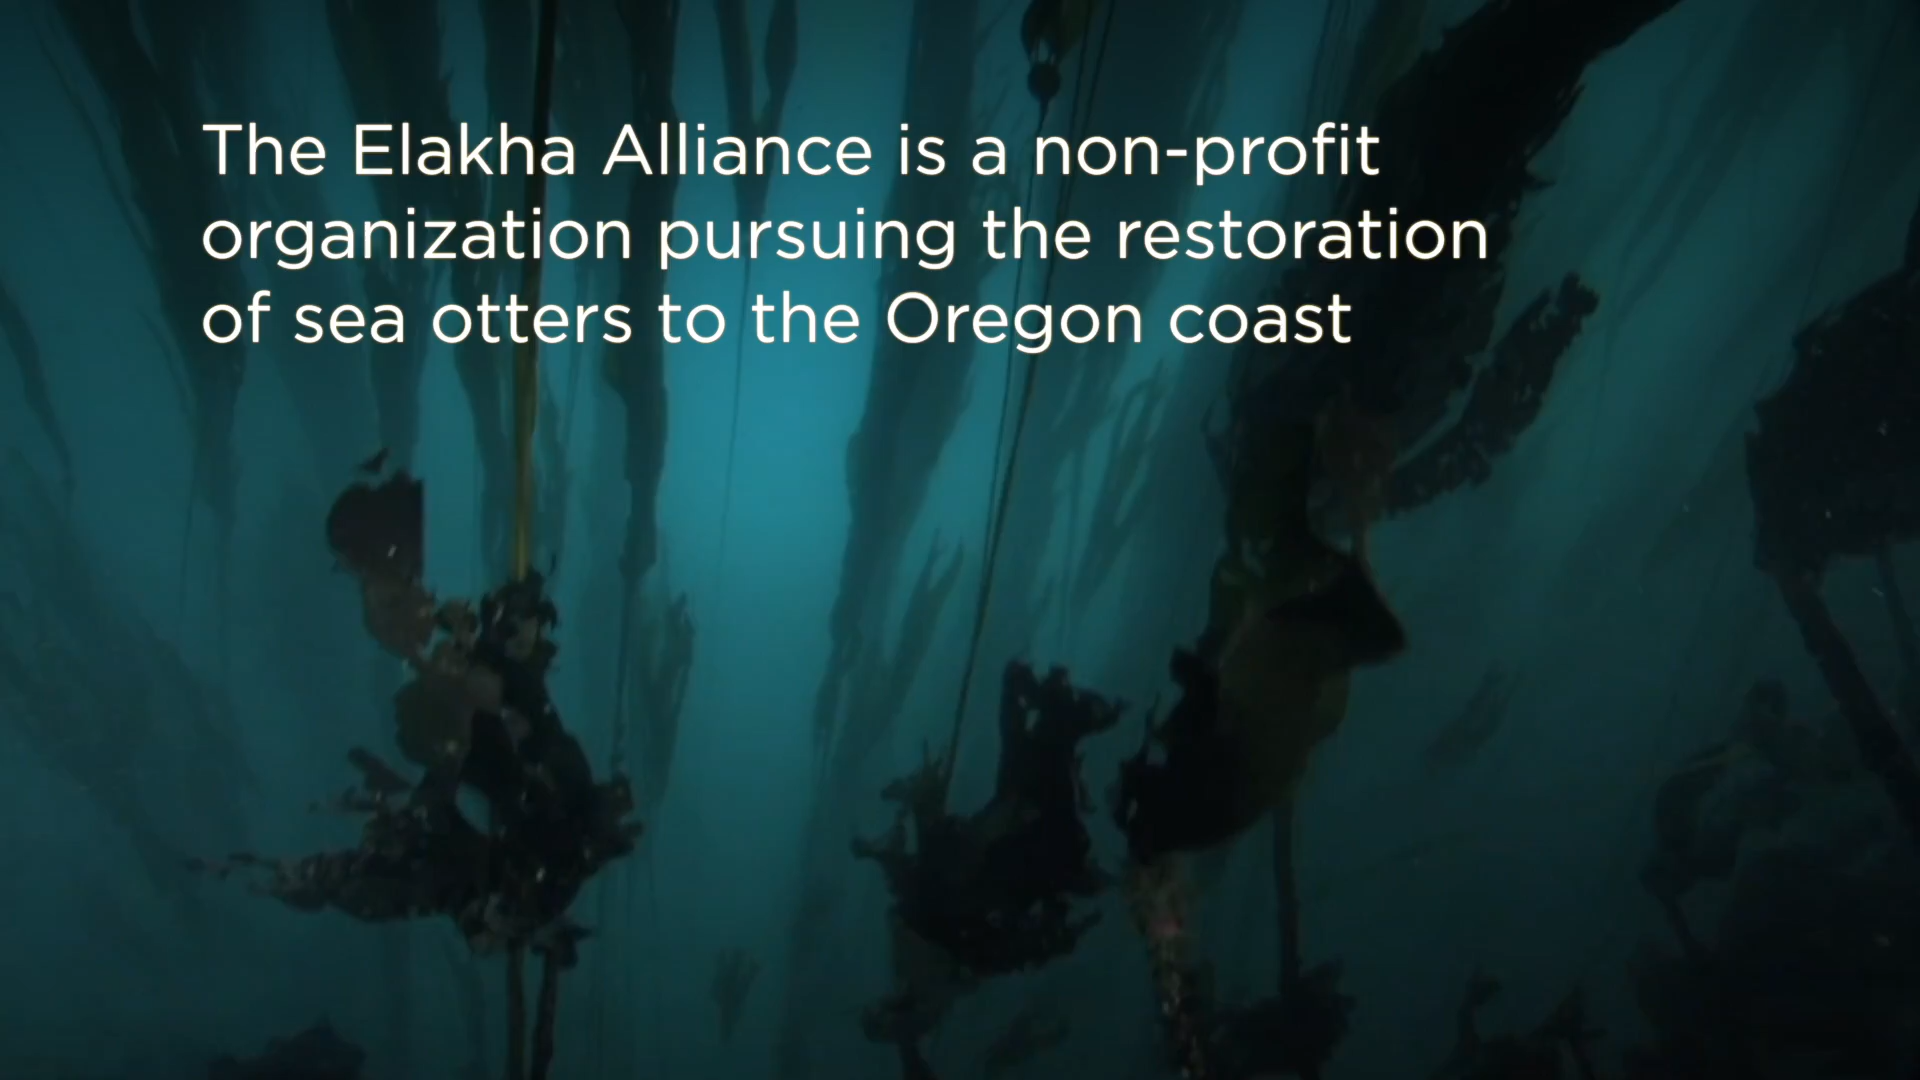 The Elakha Alliance is a non-profit
organization pursuing the restoration
of sea otters to the Oregon coast